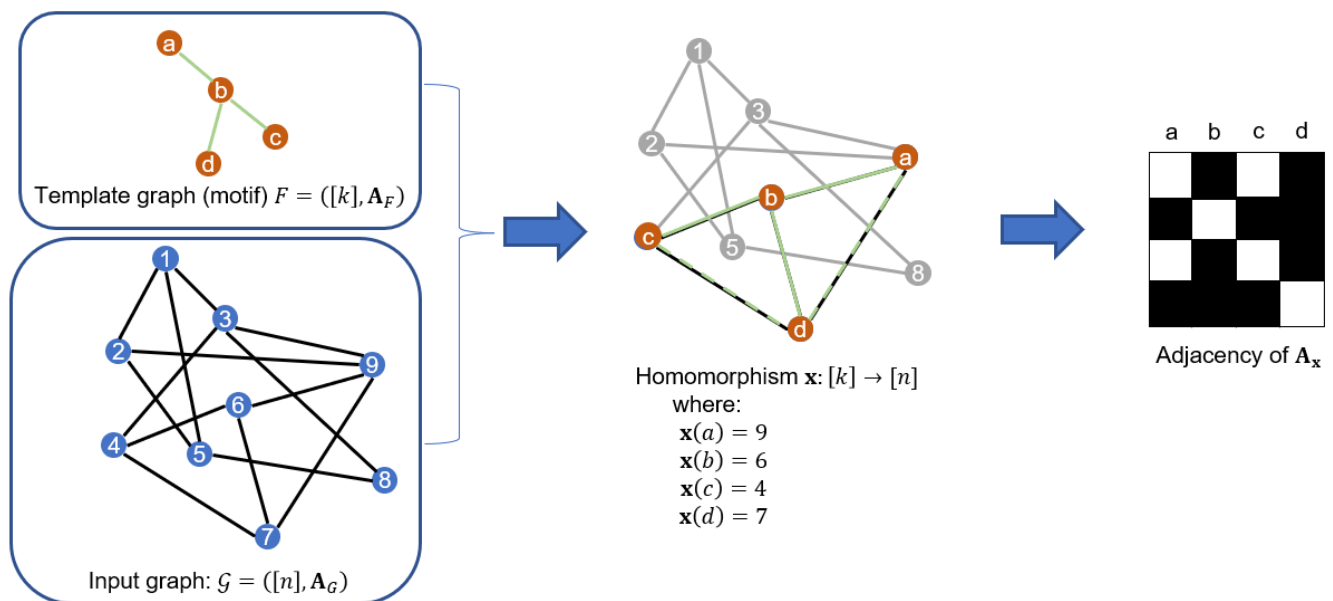 a
b
c
d
Template graph (motif) F = ([k], A_F)
1
2
3
9
6
4
5
8
7
Input graph: 𝒢 = ([n], A_G)
1
3
2
a
b
c
5
8
d
Homomorphism x: [k] → [n]
where:
x(a) = 9
x(b) = 6
x(c) = 4
x(d) = 7
a b c d
Adjacency of A_x